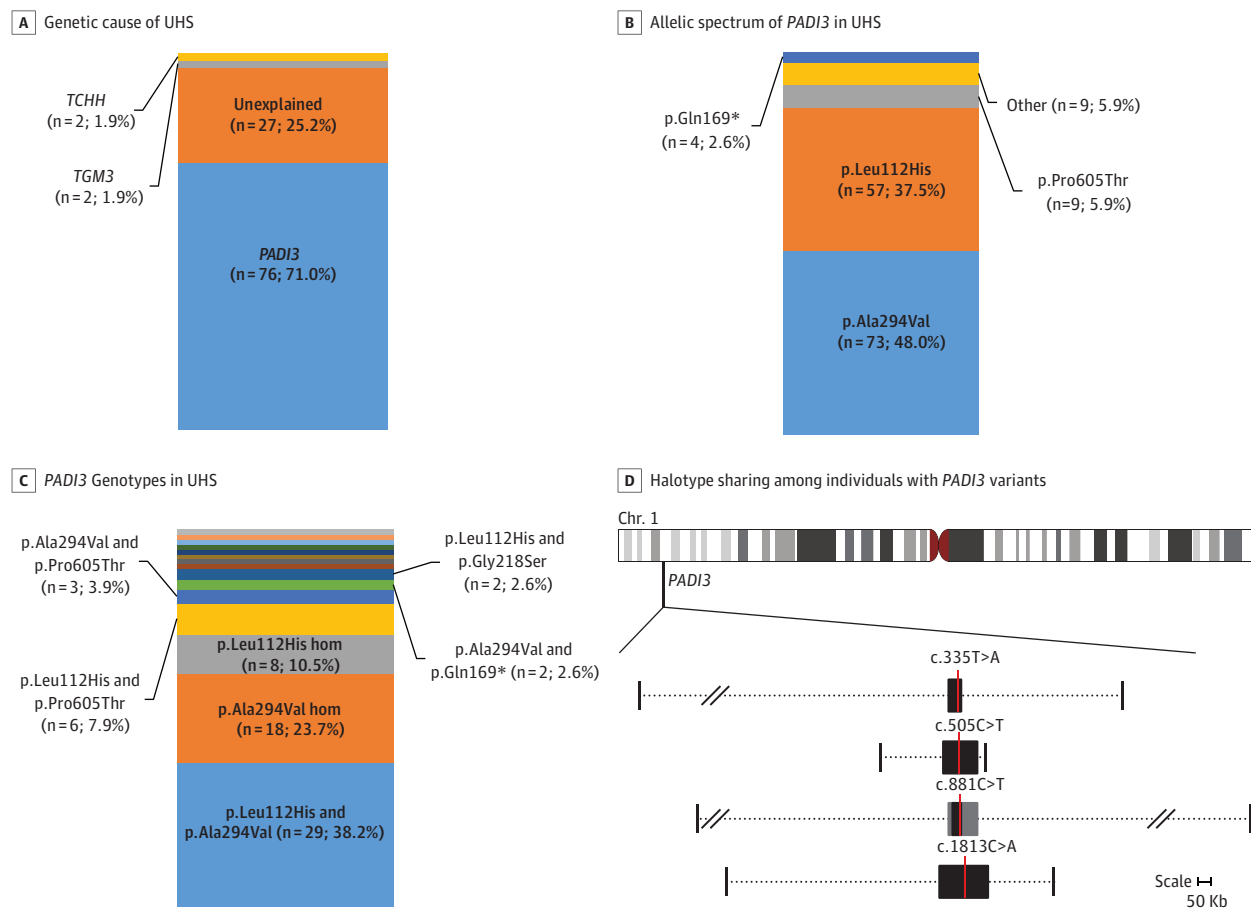 A Genetic cause of UHS
TCHH
(n=2; 1.9%)
TGM3
(n=2; 1.9%)
Unexplained
(n=27; 25.2%)
PADI3
(n=76; 71.0%)
B Allelic spectrum of PADI3 in UHS
p.Gln169*
(n=4; 2.6%)
Other (n=9; 5.9%)
p.Pro605Thr
(n=9; 5.9%)
p.Leu112His
(n=57; 37.5%)
p.Ala294Val
(n=73; 48.0%)
C PADI3 Genotypes in UHS
p.Ala294Val and
p.Pro605Thr
(n=3; 3.9%)
p.Leu112His and
p.Pro605Thr
(n=6; 7.9%)
p.Leu112His and
p.Gly218Ser
(n=2; 2.6%)
p.Ala294Val and
p.Gln169* (n=2; 2.6%)
p.Leu112His hom
(n=8; 10.5%)
p.Ala294Val hom
(n=18; 23.7%)
p.Leu112His and
p.Ala294Val (n=29; 38.2%)
D Halotype sharing among individuals with PADI3 variants
Chr. 1
PADI3
c.335T>A
c.505C>T
c.881C>T
c.1813C>A
Scale
50 Kb